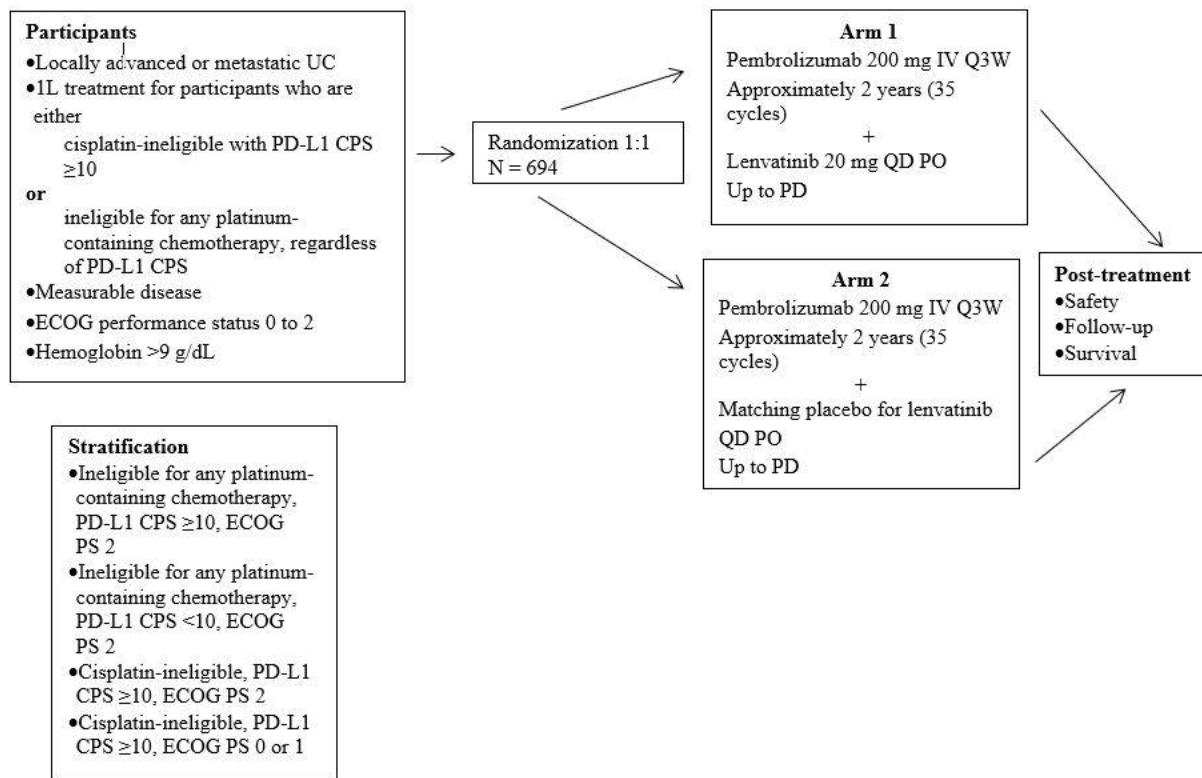 Participants
•Locally advanced or metastatic UC
•1L treatment for participants who are
either
cisplatin-ineligible with PD-L1 CPS
≥10
or
ineligible for any platinum-
containing chemotherapy, regardless
of PD-L1 CPS
•Measurable disease
•ECOG performance status 0 to 2
•Hemoglobin >9 g/dL
Stratification
•Ineligible for any platinum-
containing chemotherapy,
PD-L1 CPS ≥10, ECOG
PS 2
•Ineligible for any platinum-
containing chemotherapy,
PD-L1 CPS <10, ECOG
PS 2
•Cisplatin-ineligible, PD-L1
CPS ≥10, ECOG PS 2
•Cisplatin-ineligible, PD-L1
CPS ≥10, ECOG PS 0 or 1
Randomization 1:1
N = 694
Arm 1
Pembrolizumab 200 mg IV Q3W
Approximately 2 years (35
cycles)
+
Lenvatinib 20 mg QD PO
Up to PD
Arm 2
Pembrolizumab 200 mg IV Q3W
Approximately 2 years (35
cycles)
+
Matching placebo for lenvatinib
QD PO
Up to PD
Post-treatment
•Safety
•Follow-up
•Survival